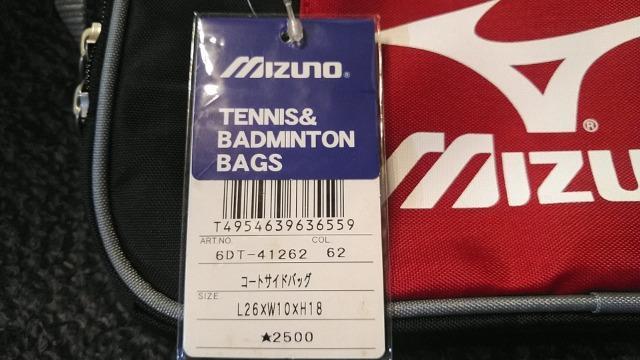 MIZUNO®
TENNIS&
BADMINTON
BAGS
T4954639636559
ART.NO. COL.
6DT-41262 62
コートサイドバッグ
SIZE
L26×W10×H18
★2500
®
MIZU